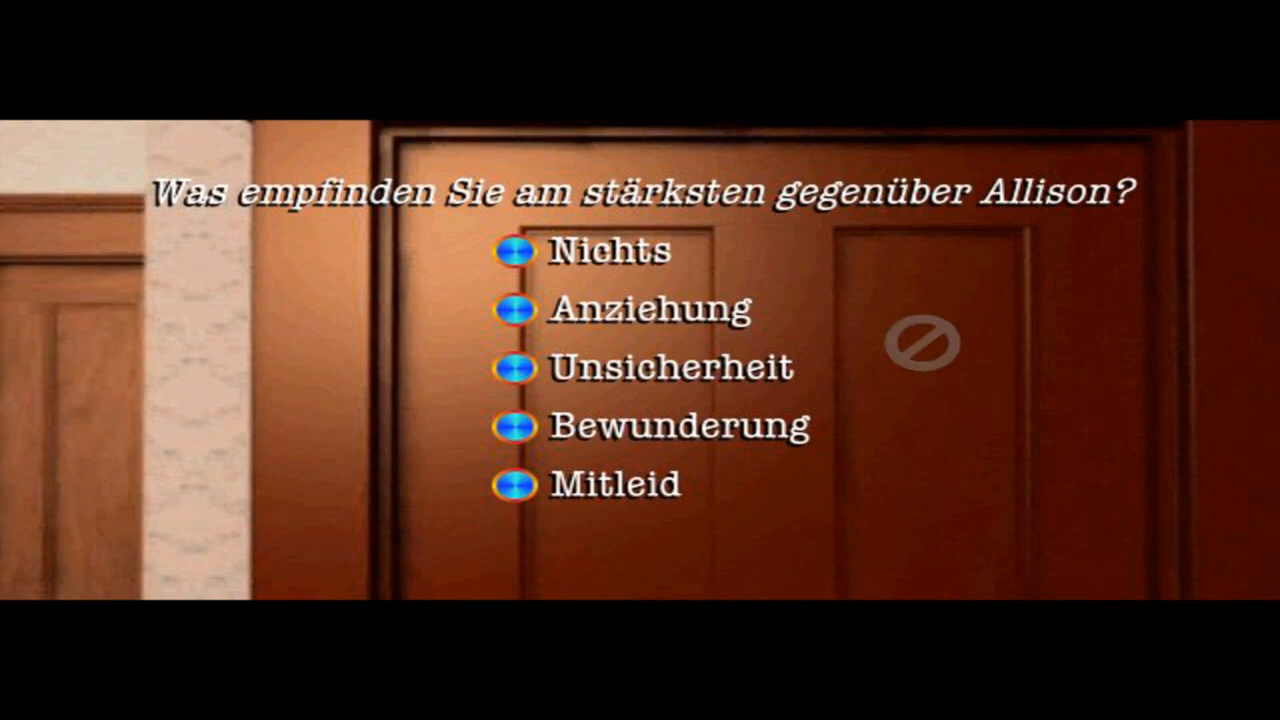 Was empfinden Sie am stärksten gegenüber Allison?
Nichts
Anziehung
Unsicherheit
Bewunderung
Mitleid